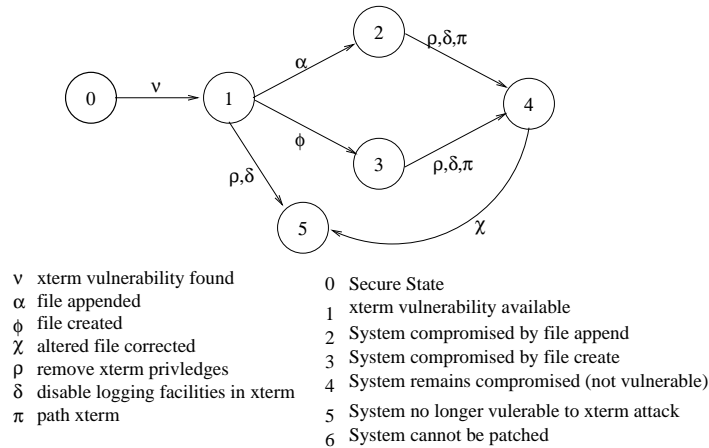 2
ρ,δ,π
α
ν
0
1
4
ϕ
3
ρ,δ,π
ρ,δ
5
χ
ν xterm vulnerability found
α file appended
ϕ file created
χ altered file corrected
ρ remove xterm privledges
δ disable logging facilities in xterm
π path xterm
0 Secure State
1 xterm vulnerability available
2 System compromised by file append
3 System compromised by file create
4 System remains compromised (not vulnerable)
5 System no longer vulerable to xterm attack
6 System cannot be patched